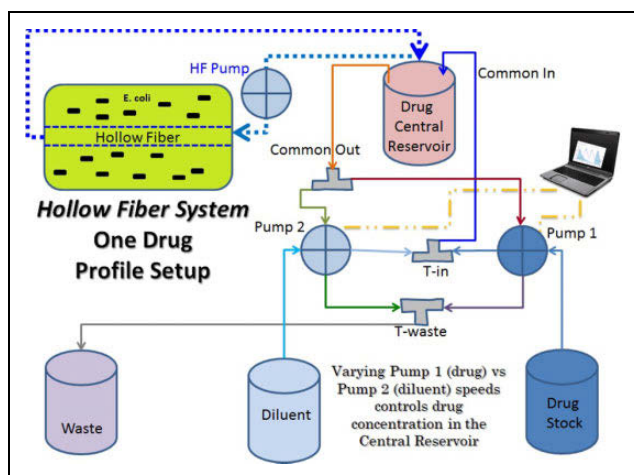 HF Pump
E. coli
Hollow Fiber
Common In
Drug
Central
Reservoir
Common Out
Hollow Fiber System
One Drug
Profile Setup
Pump 2
Pump 1
T-in
T-waste
Waste
Diluent
Varying Pump 1 (drug) vs
Pump 2 (diluent) speeds
controls drug
concentration in the
Central Reservoir
Drug
Stock